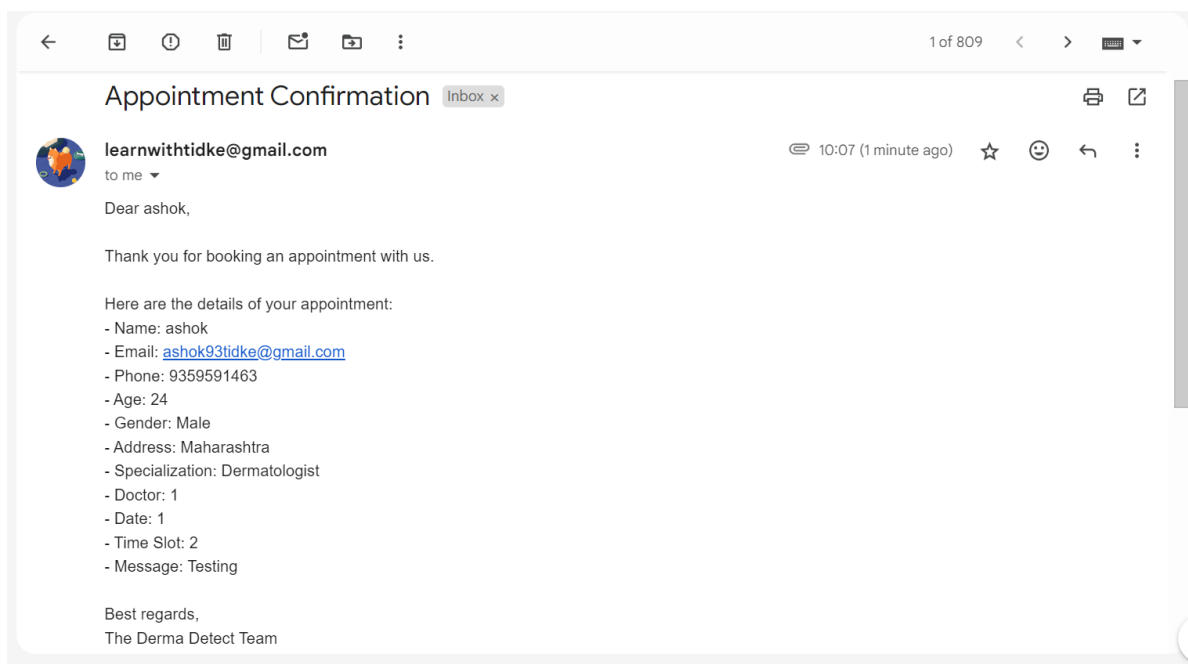 1 of 809
Appointment Confirmation Inbox x
learnwithtidke@gmail.com 10:07 (1 minute ago)
to me
Dear ashok,
Thank you for booking an appointment with us.
Here are the details of your appointment:
- Name: ashok
- Email: ashok93tidke@gmail.com
- Phone: 9359591463
- Age: 24
- Gender: Male
- Address: Maharashtra
- Specialization: Dermatologist
- Doctor: 1
- Date: 1
- Time Slot: 2
- Message: Testing
Best regards,
The Derma Detect Team